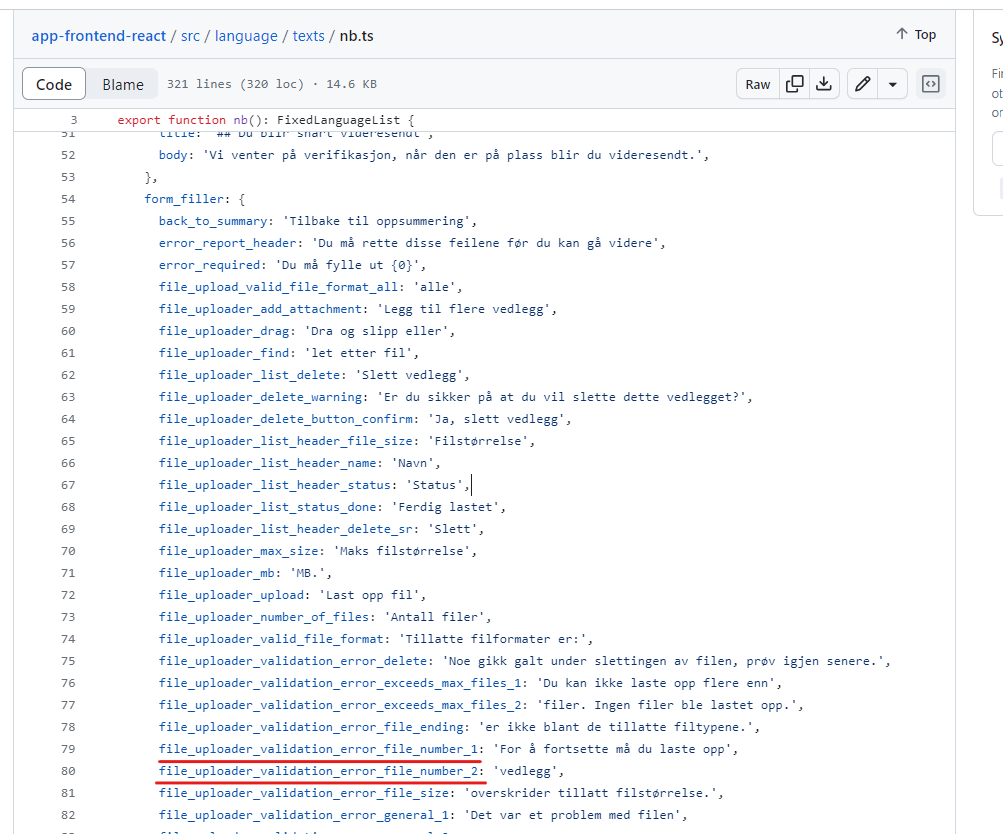 app-frontend-react / src / language / texts / nb.ts
Top
Code Blame 321 lines (320 loc) · 14.6 KB Raw
3 export function nb(): FixedLanguageList {
51 title: '## Du blir snart videresendt',
52 body: 'Vi venter på verifikasjon, når den er på plass blir du videresendt.',
53 },
54 form_filler: {
55 back_to_summary: 'Tilbake til oppsummering',
56 error_report_header: 'Du må rette disse feilene før du kan gå videre',
57 error_required: 'Du må fylle ut {0}',
58 file_upload_valid_file_format_all: 'alle',
59 file_uploader_add_attachment: 'Legg til flere vedlegg',
60 file_uploader_drag: 'Dra og slipp eller',
61 file_uploader_find: 'let etter fil',
62 file_uploader_list_delete: 'Slett vedlegg',
63 file_uploader_delete_warning: 'Er du sikker på at du vil slette dette vedlegget?',
64 file_uploader_delete_button_confirm: 'Ja, slett vedlegg',
65 file_uploader_list_header_file_size: 'Filstørrelse',
66 file_uploader_list_header_name: 'Navn',
67 file_uploader_list_header_status: 'Status',
68 file_uploader_list_status_done: 'Ferdig lastet',
69 file_uploader_list_header_delete_sr: 'Slett',
70 file_uploader_max_size: 'Maks filstørrelse',
71 file_uploader_mb: 'MB.',
72 file_uploader_upload: 'Last opp fil',
73 file_uploader_number_of_files: 'Antall filer',
74 file_uploader_valid_file_format: 'Tillatte filformater er:',
75 file_uploader_validation_error_delete: 'Noe gikk galt under slettingen av filen, prøv igjen senere.',
76 file_uploader_validation_error_exceeds_max_files_1: 'Du kan ikke laste opp flere enn',
77 file_uploader_validation_error_exceeds_max_files_2: 'filer. Ingen filer ble lastet opp.',
78 file_uploader_validation_error_file_ending: 'er ikke blant de tillatte filtypene.',
79 file_uploader_validation_error_file_number_1: 'For å fortsette må du laste opp',
80 file_uploader_validation_error_file_number_2: 'vedlegg',
81 file_uploader_validation_error_file_size: 'overskrider tillatt filstørrelse.',
82 file_uploader_validation_error_general_1: 'Det var et problem med filen',